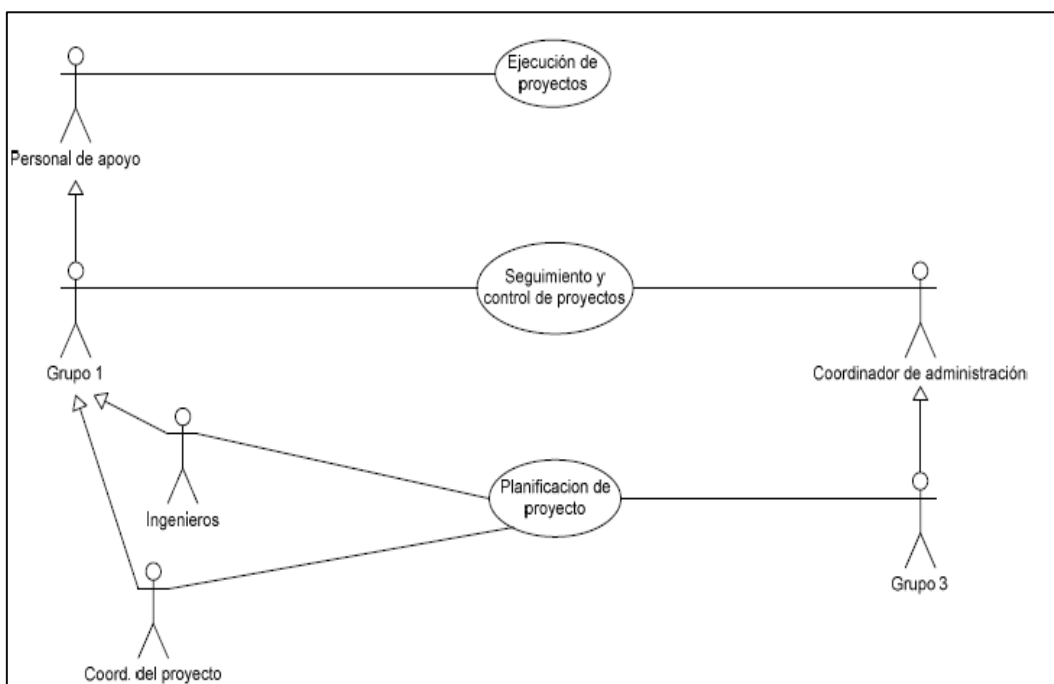 Ejecución de
proyectos
Personal de apoyo
Seguimiento y
control de proyectos
Grupo 1
Coordinador de administración
Planificacion de
proyecto
Ingenieros
Grupo 3
Coord. del proyecto